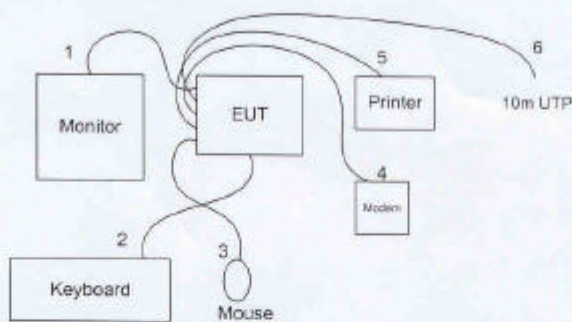 1
5
6
Monitor
EUT
Printer
10m UTP
4
Modem
2
3
Keyboard
Mouse